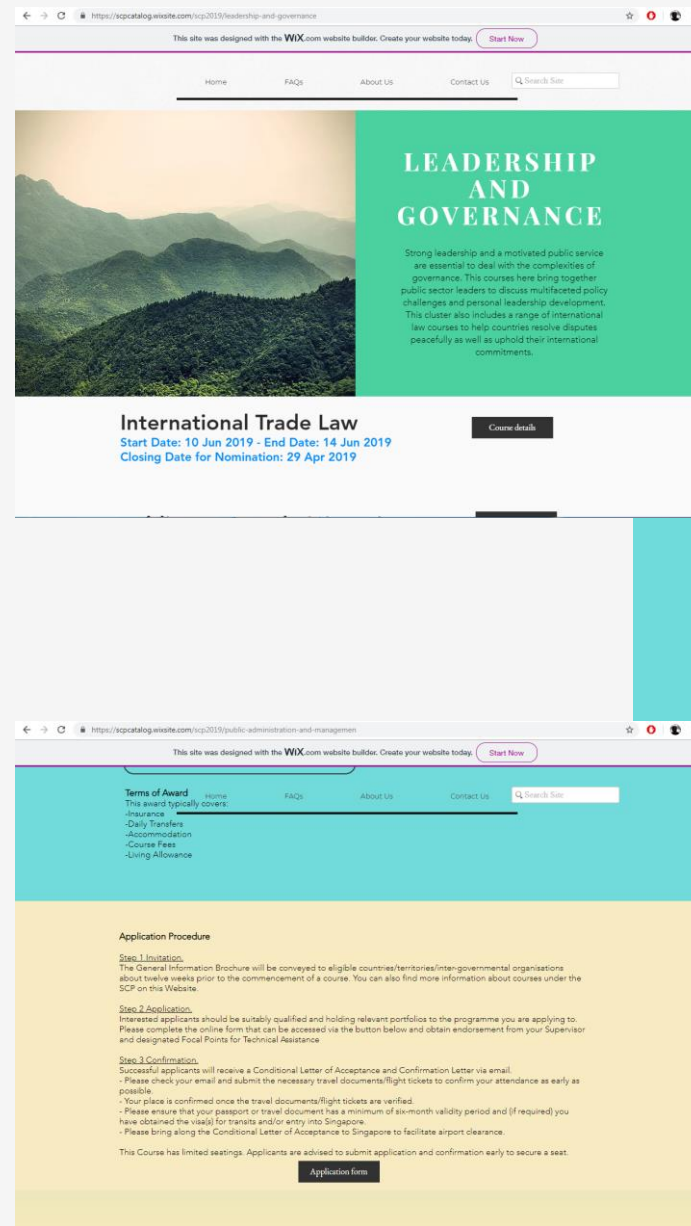 https://scpcatalog.wixsite.com/scp2019/leadership-and-governance
This site was designed with the WiX.com website builder. Create your website today. Start Now
Home FAQs About Us Contact Us Search Site
LEADERSHIP
AND
GOVERNANCE
Strong leadership and a motivated public service
are essential to deal with the complexities of
governance. This courses here bring together
public sector leaders to discuss multifaceted policy
challenges and personal leadership development.
This cluster also includes a range of international
law courses to help countries resolve disputes
peacefully as well as uphold their international
commitments.
International Trade Law
Course details
Start Date: 10 Jun 2019 - End Date: 14 Jun 2019
Closing Date for Nomination: 29 Apr 2019
https://scpcatalog.wixsite.com/scp2019/public-administration-and-managemen
This site was designed with the WiX.com website builder. Create your website today. Start Now
Home FAQs About Us Contact Us Search Site
Terms of Award
This award typically covers:
-Insurance
-Daily Transfers
-Accommodation
-Course Fees
-Living Allowance
Application Procedure
Step 1 Invitation.
The General Information Brochure will be conveyed to eligible countries/territories/inter-governmental organisations
about twelve weeks prior to the commencement of a course. You can also find more information about courses under the
SCP on this Website.
Step 2 Application.
Interested applicants should be suitably qualified and holding relevant portfolios to the programme you are applying to.
Please complete the online form that can be accessed via the button below and obtain endorsement from your Supervisor
and designated Focal Points for Technical Assistance
Step 3 Confirmation.
Successful applicants will receive a Conditional Letter of Acceptance and Confirmation Letter via email.
- Please check your email and submit the necessary travel documents/flight tickets to confirm your attendance as early as
possible.
- Your place is confirmed once the travel documents/flight tickets are verified.
- Please ensure that your passport or travel document has a minimum of six-month validity period and (if required) you
have obtained the visa(s) for transits and/or entry into Singapore.
- Please bring along the Conditional Letter of Acceptance to Singapore to facilitate airport clearance.
This Course has limited seatings. Applicants are advised to submit application and confirmation early to secure a seat.
Application form